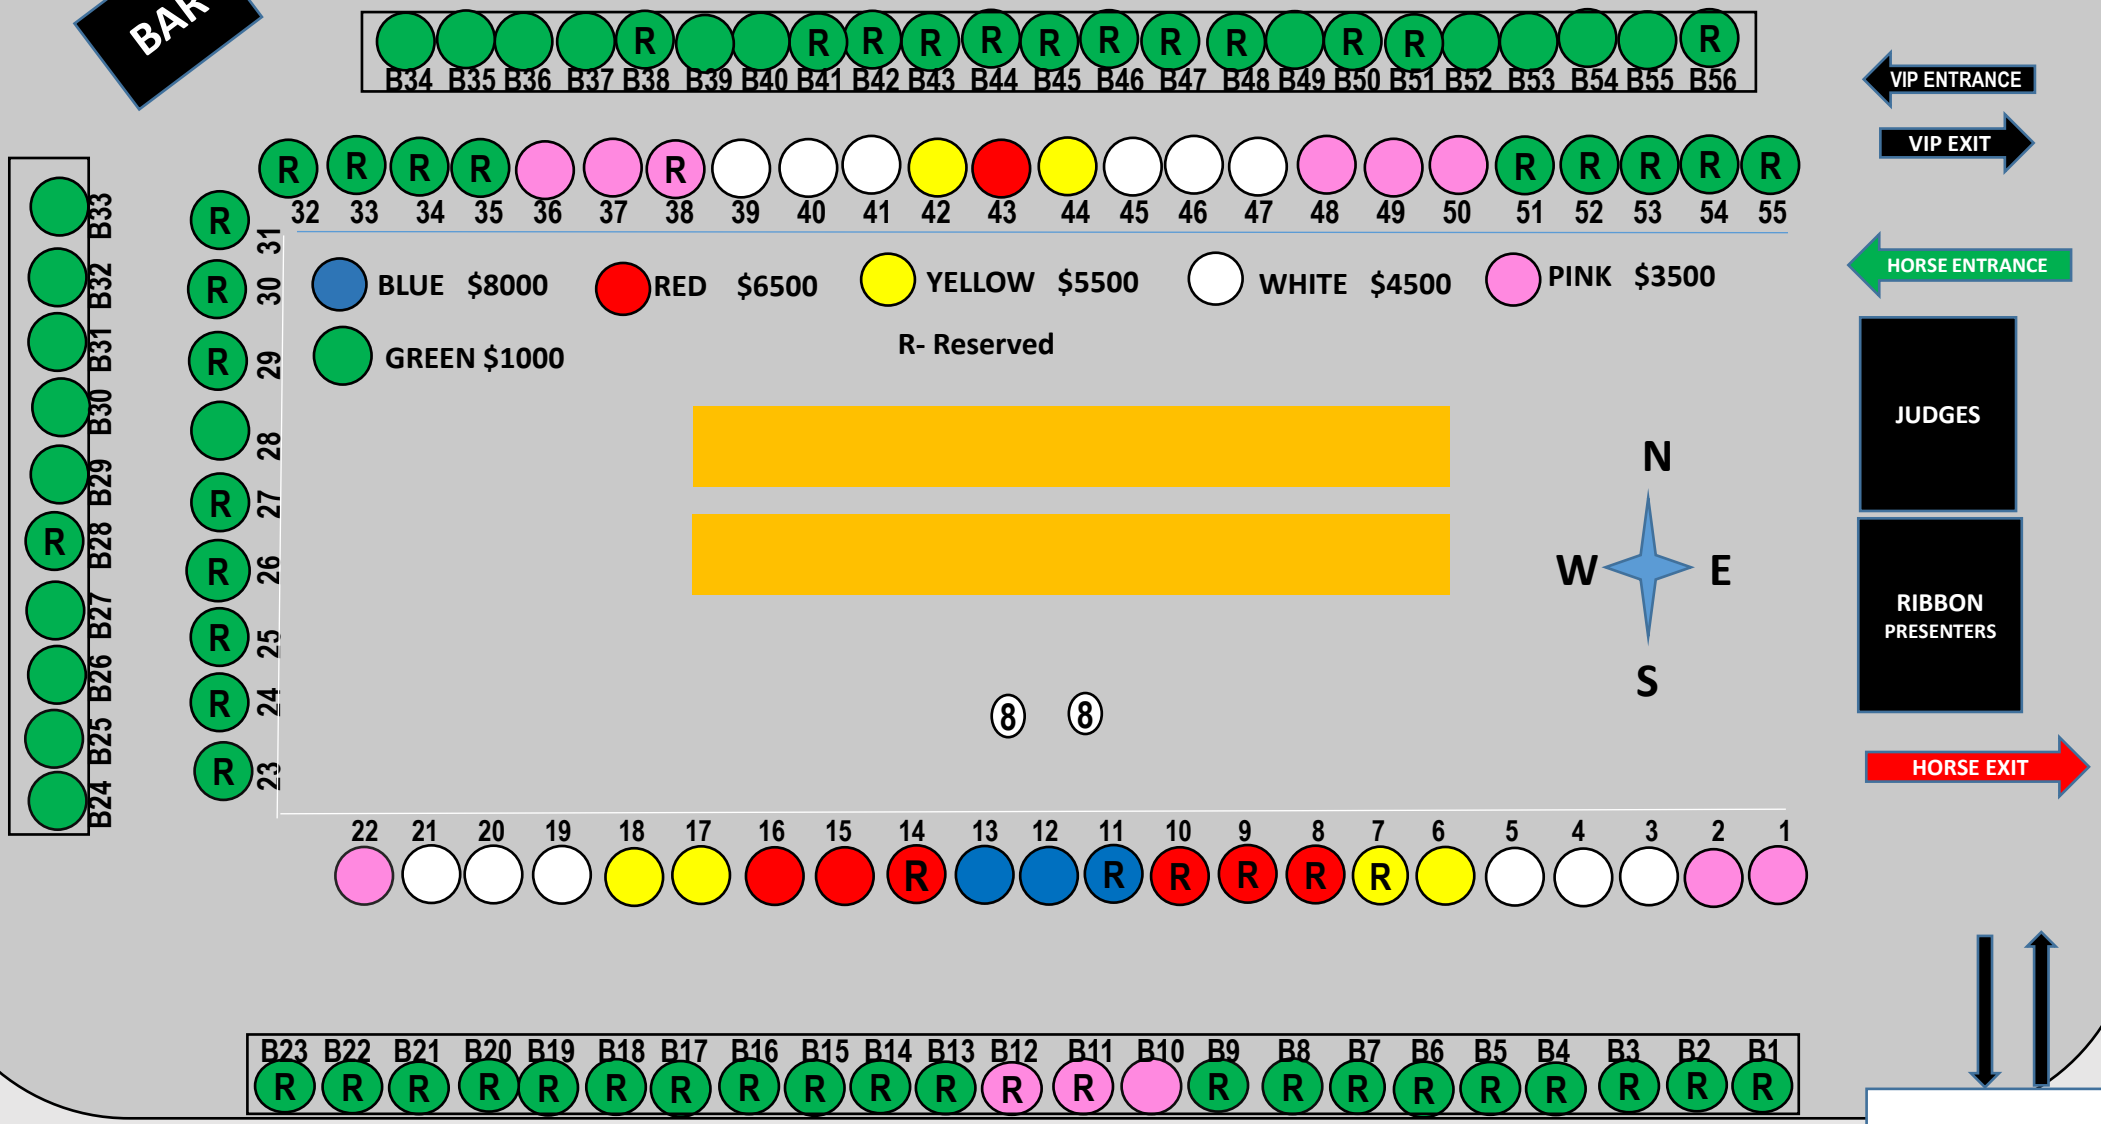 BAR
R R R R R R R R R R R R
B34 B35 B36 B37 B38 B39 B40 B41 B42 B43 B44 B45 B46 B47 B48 B49 B50 B51 B52 B53 B54 B55 B56
VIP ENTRANCE
VIP EXIT
R R R R R R R R R R
32 33 34 35 36 37 38 39 40 41 42 43 44 45 46 47 48 49 50 51 52 53 54 55
B33
B32
B31
B30
B29
R B28
B27
B26
B25
B24
R 31
R 30
R 29
28
R 27
R 26
R 25
R 24
R 23
BLUE $8000 RED $6500 YELLOW $5500 WHITE $4500 PINK $3500
GREEN $1000
R- Reserved
HORSE ENTRANCE
JUDGES
N
W E
S
RIBBON
PRESENTERS
8 8
HORSE EXIT
22 21 20 19 18 17 16 15 14 13 12 11 10 9 8 7 6 5 4 3 2 1
R R R R R R
B23 B22 B21 B20 B19 B18 B17 B16 B15 B14 B13 B12 B11 B10 B9 B8 B7 B6 B5 B4 B3 B2 B1
R R R R R R R R R R R R R R R R R R R R R R